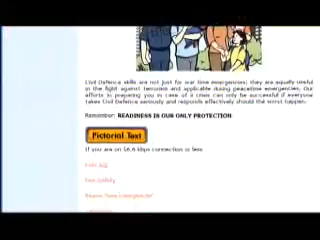 Civil Defence skills are not just for war time emergencies; they are equally useful
in the fight against terrorism and applicable during peacetime emergencies. Our
efforts in preparing you in case of a crisis can only be successful if everyone
takes Civil Defence seriously and responds effectively should the worst happen.
Remember: READINESS IS OUR ONLY PROTECTION
Pictorial Text
If you are on 56.6 kbps connection or less
First Aid
Fire Safety